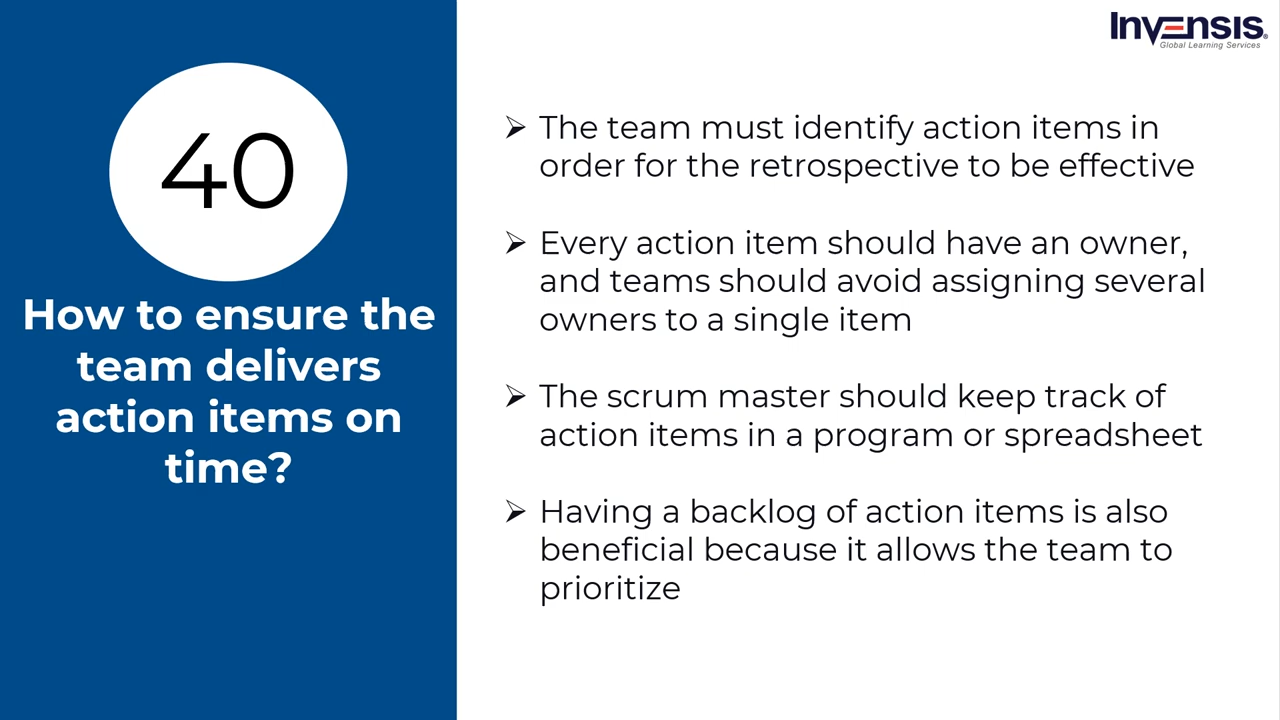 Invensis
Global Learning Services
40
How to ensure the
team delivers
action items on
time?
The team must identify action items in
order for the retrospective to be effective
Every action item should have an owner,
and teams should avoid assigning several
owners to a single item
The scrum master should keep track of
action items in a program or spreadsheet
Having a backlog of action items is also
beneficial because it allows the team to
prioritize